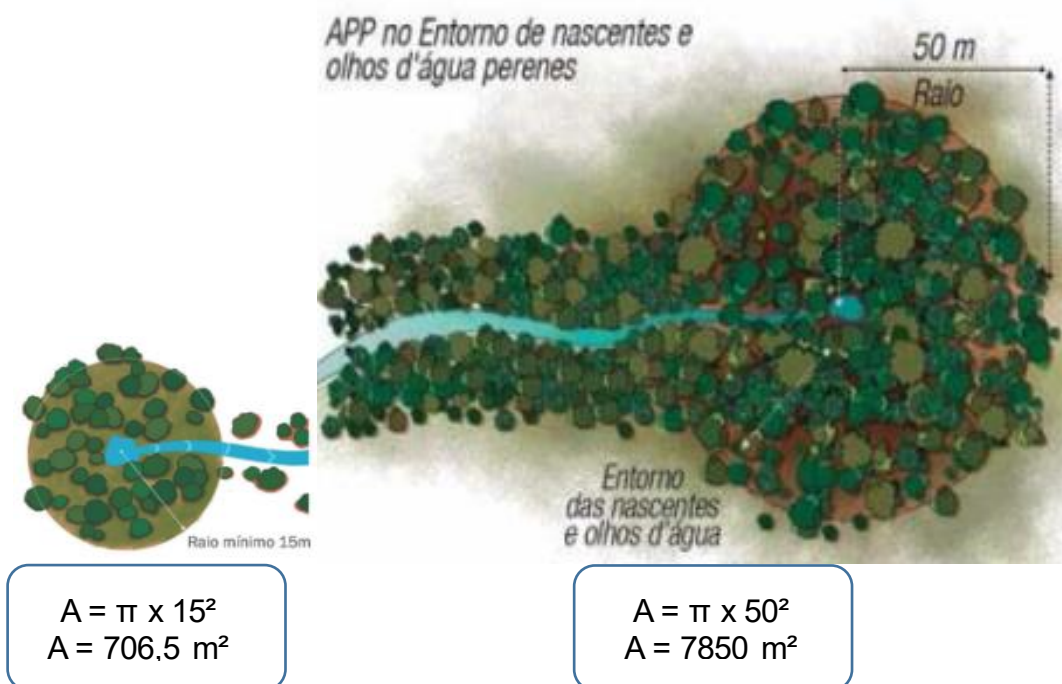 APP no Entorno de nascentes e
olhos d'água perenes
50 m
Raio
Entorno
das nascentes
e olhos d'água
Raio mínimo 15m
A = π x 15²
A = 706,5 m²
A = π x 50²
A = 7850 m²